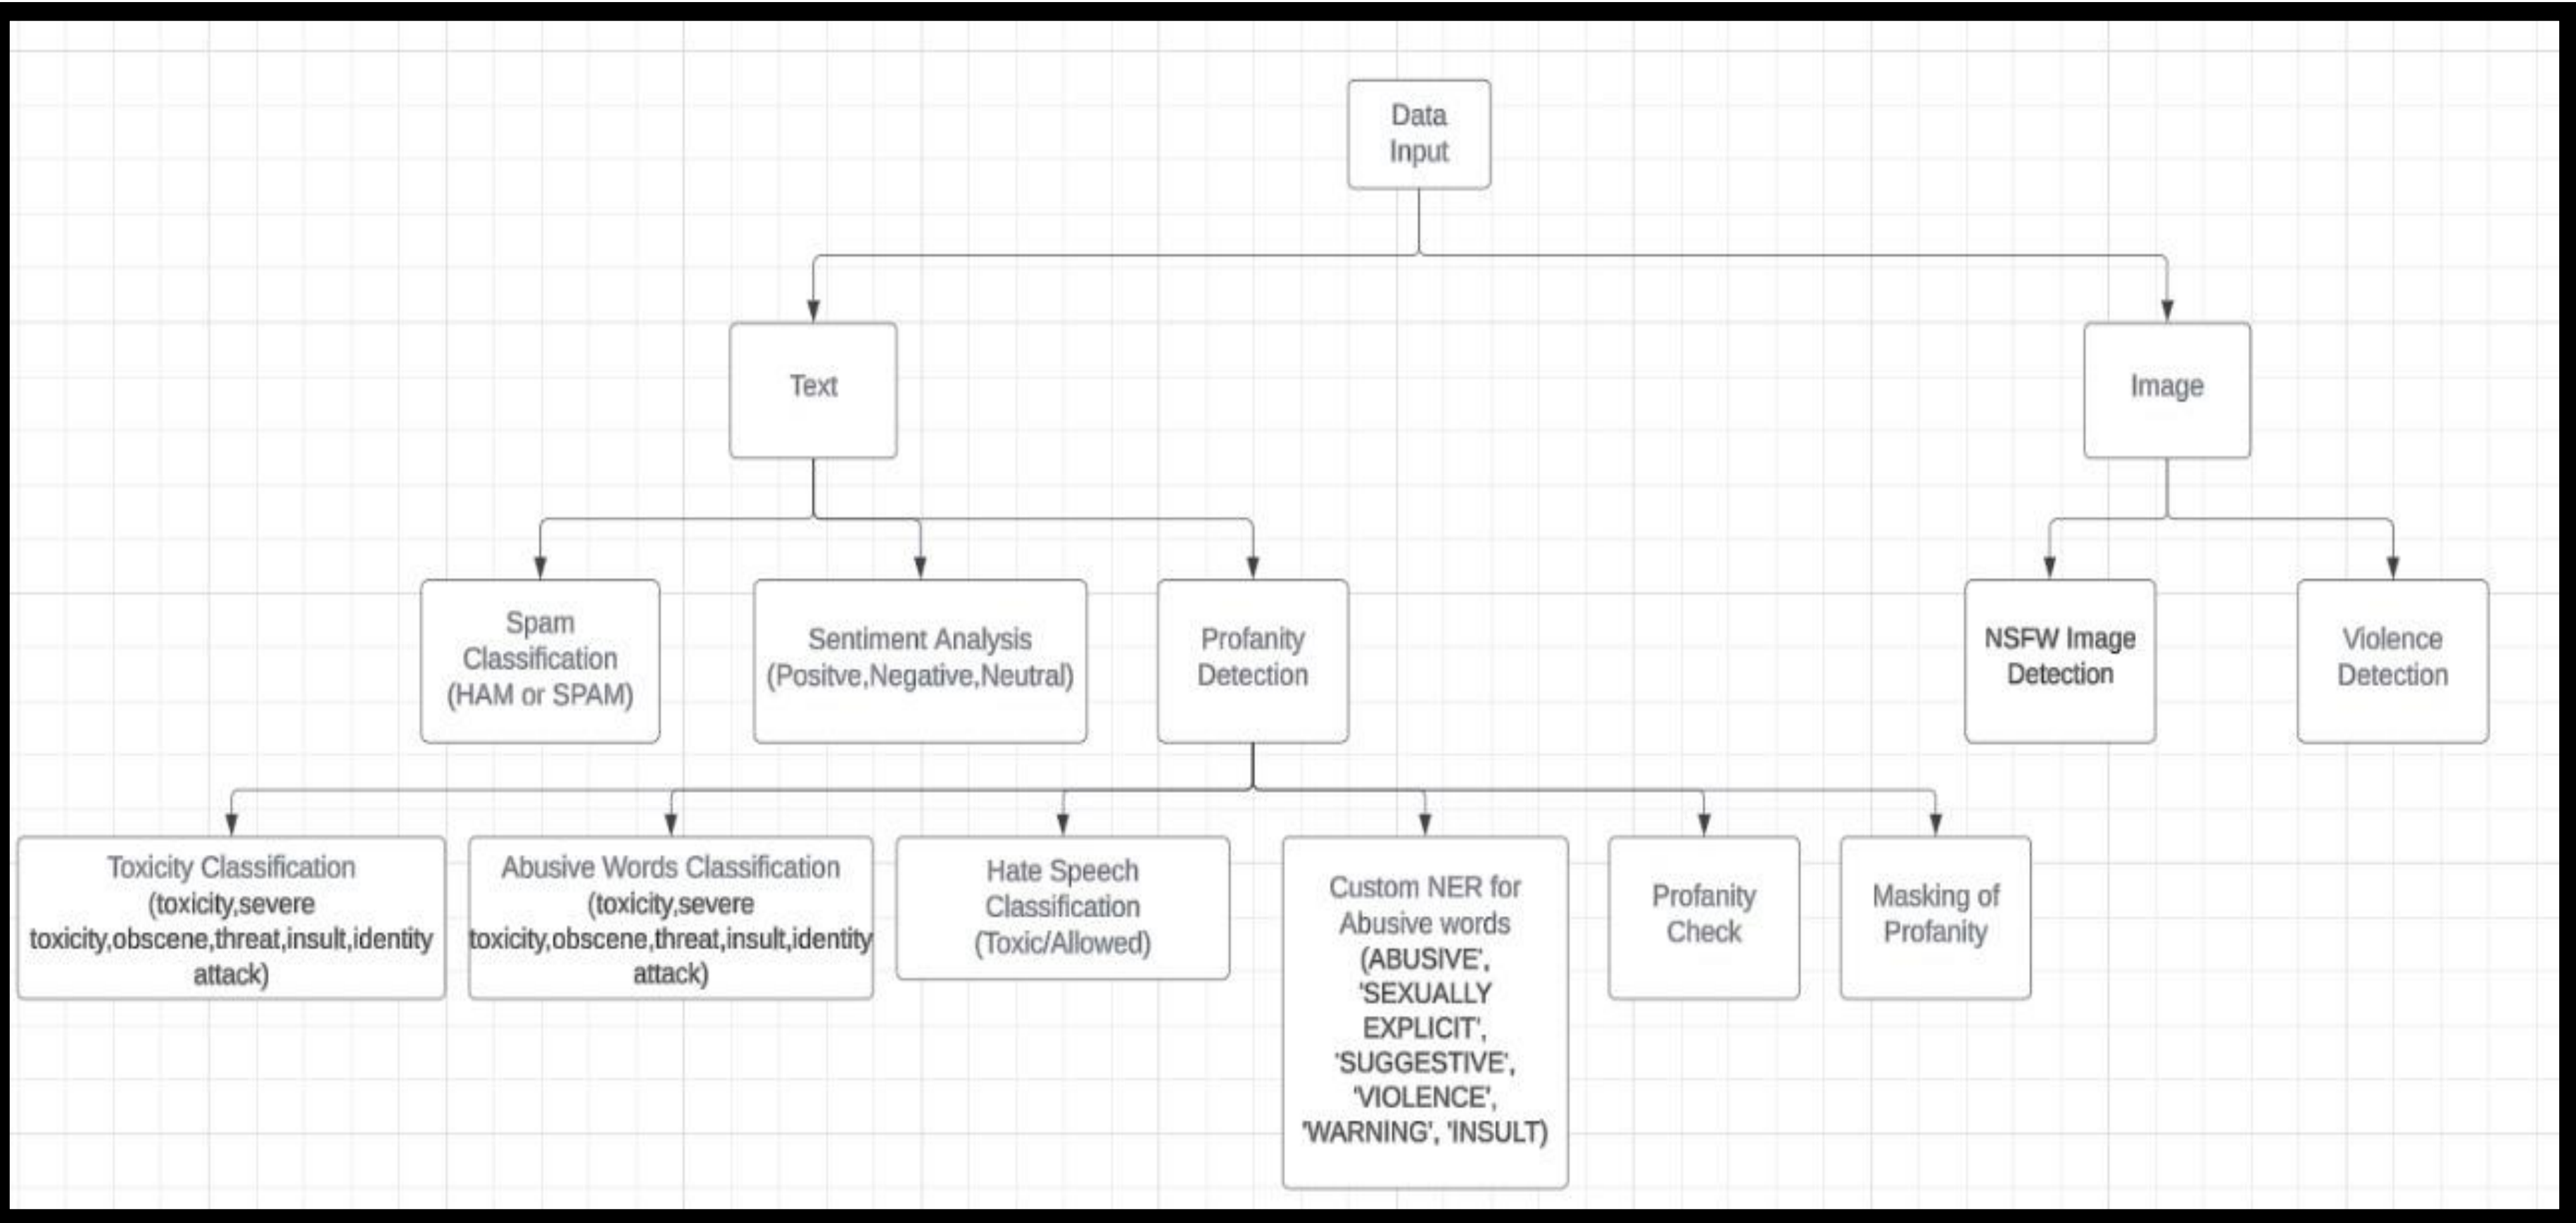 Data
Input
Text
Image
Spam
Classification
(HAM or SPAM)
Sentiment Analysis
(Positve,Negative,Neutral)
Profanity
Detection
NSFW Image
Detection
Violence
Detection
Toxicity Classification
(toxicity,severe
toxicity,obscene,threat,insult,identity
attack)
Abusive Words Classification
(toxicity,severe
toxicity,obscene,threat,insult,identity
attack)
Hate Speech
Classification
(Toxic/Allowed)
Custom NER for
Abusive words
(ABUSIVE',
'SEXUALLY
EXPLICIT',
'SUGGESTIVE',
'VIOLENCE',
'WARNING', 'INSULT)
Profanity
Check
Masking of
Profanity